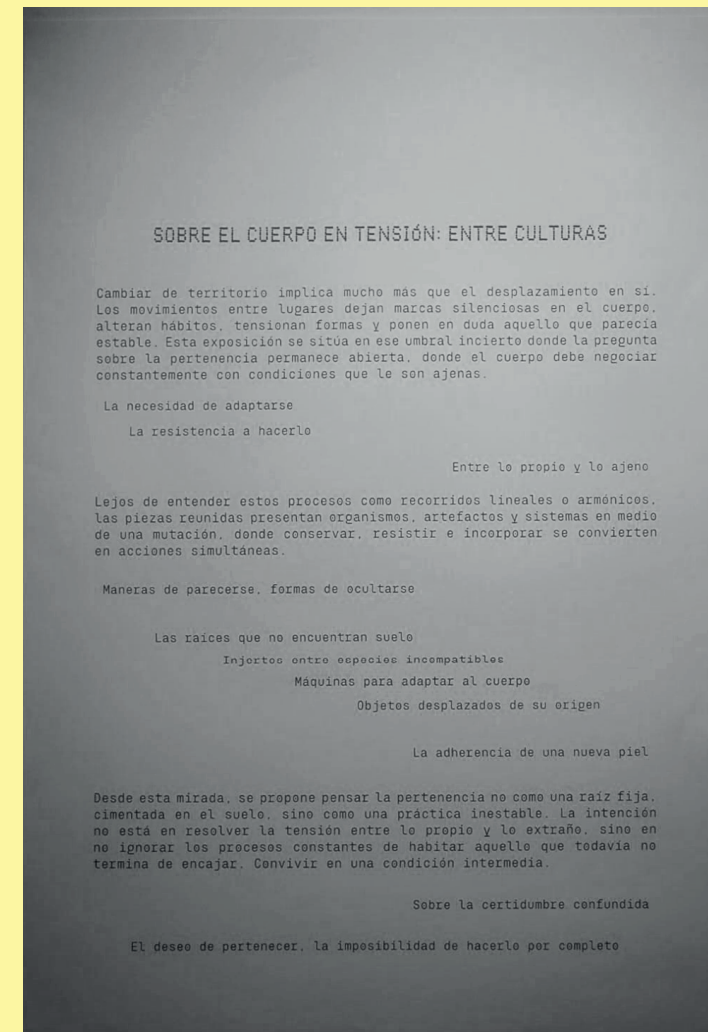 SOBRE EL CUERPO EN TENSIÓN: ENTRE CULTURAS
Cambiar de territorio implica mucho más que el desplazamiento en sí.
Los movimientos entre lugares dejan marcas silenciosas en el cuerpo,
alteran hábitos, tensionan formas y ponen en duda aquello que parecía
estable. Esta exposición se sitúa en ese umbral incierto donde la pregunta
sobre la pertenencia permanece abierta, donde el cuerpo debe negociar
constantemente con condiciones que le son ajenas.
La necesidad de adaptarse
La resistencia a hacerlo
Entre lo propio y lo ajeno
Lejos de entender estos procesos como recorridos lineales o armónicos,
las piezas reunidas presentan organismos, artefactos y sistemas en medio
de una mutación, donde conservar, resistir e incorporar se convierten
en acciones simultáneas.
Maneras de parecerse, formas de ocultarse
Las raíces que no encuentran suelo
Injertos entre especies incompatibles
Máquinas para adaptar al cuerpo
Objetos desplazados de su origen
La adherencia de una nueva piel
Desde esta mirada, se propone pensar la pertenencia no como una raíz fija,
cimentada en el suelo, sino como una práctica inestable. La intención
no está en resolver la tensión entre lo propio y lo extraño, sino en
no ignorar los procesos constantes de habitar aquello que todavía no
termina de encajar. Convivir en una condición intermedia.
Sobre la certidumbre confundida
El deseo de pertenecer, la imposibilidad de hacerlo por completo